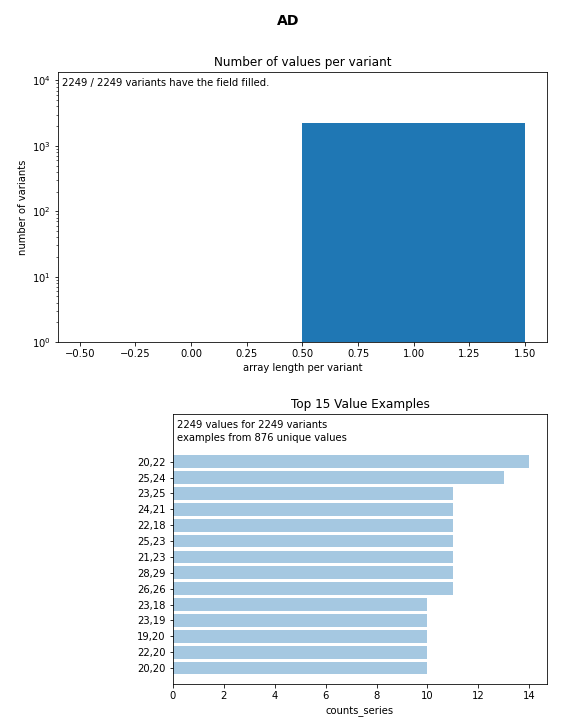 AD
Number of values per variant
2249 / 2249 variants have the field filled.
10⁴
10³
10²
10¹
10⁰
number of variants
−0.50 −0.25 0.00 0.25 0.50 0.75 1.00 1.25 1.50
array length per variant
Top 15 Value Examples
2249 values for 2249 variants
examples from 876 unique values
20,22
25,24
23,25
24,21
22,18
25,23
21,23
28,29
26,26
23,18
23,19
19,20
22,20
20,20
0 2 4 6 8 10 12 14
counts_series